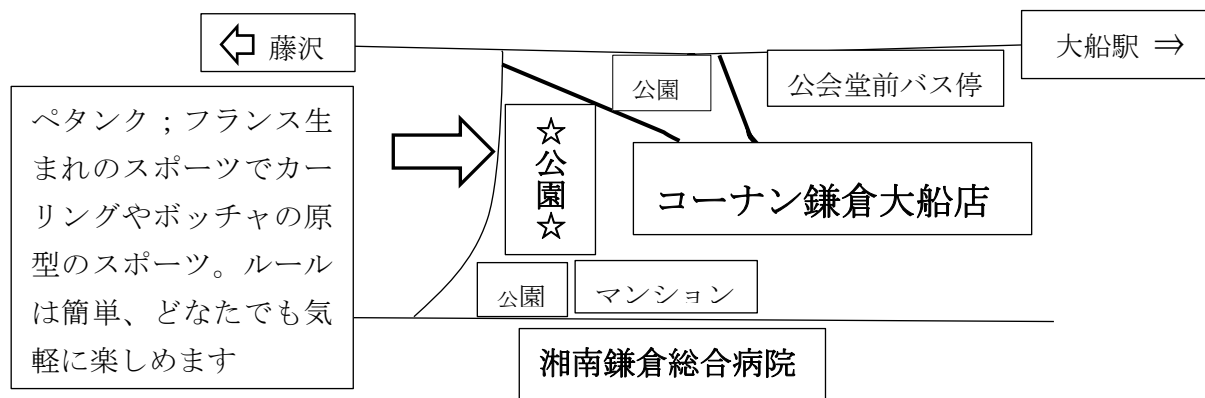 ⇦ 藤沢
大船駅 ⇒
公園
公会堂前バス停
ペタンク；フランス生
まれのスポーツでカー
リングやボッチャの原
型のスポーツ。ルール
は簡単、どなたでも気
軽に楽しめます
☆公園☆
コーナン鎌倉大船店
公園
マンション
湘南鎌倉総合病院